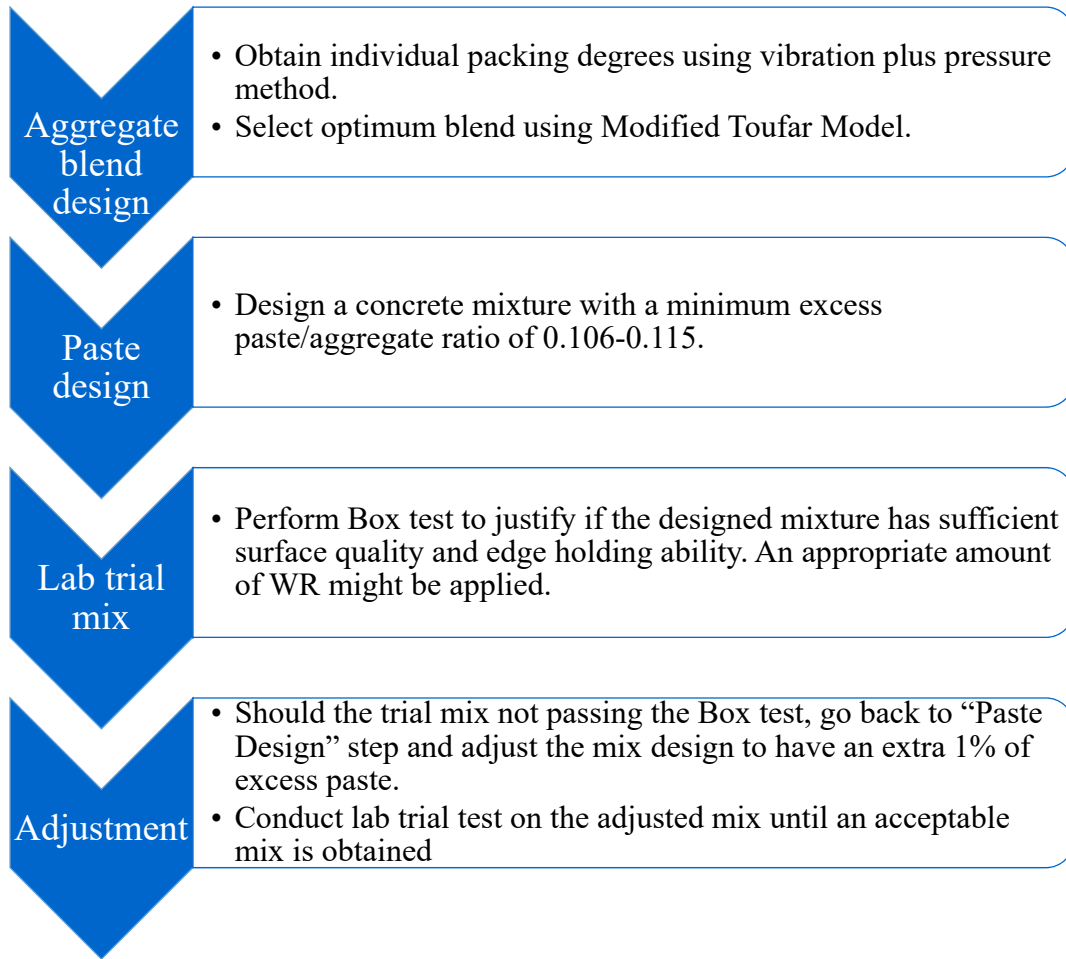 Aggregate
blend
design
• Obtain individual packing degrees using vibration plus pressure
method.
• Select optimum blend using Modified Toufar Model.
Paste
design
• Design a concrete mixture with a minimum excess
paste/aggregate ratio of 0.106-0.115.
Lab trial
mix
• Perform Box test to justify if the designed mixture has sufficient
surface quality and edge holding ability. An appropriate amount
of WR might be applied.
Adjustment
• Should the trial mix not passing the Box test, go back to “Paste
Design” step and adjust the mix design to have an extra 1% of
excess paste.
• Conduct lab trial test on the adjusted mix until an acceptable
mix is obtained